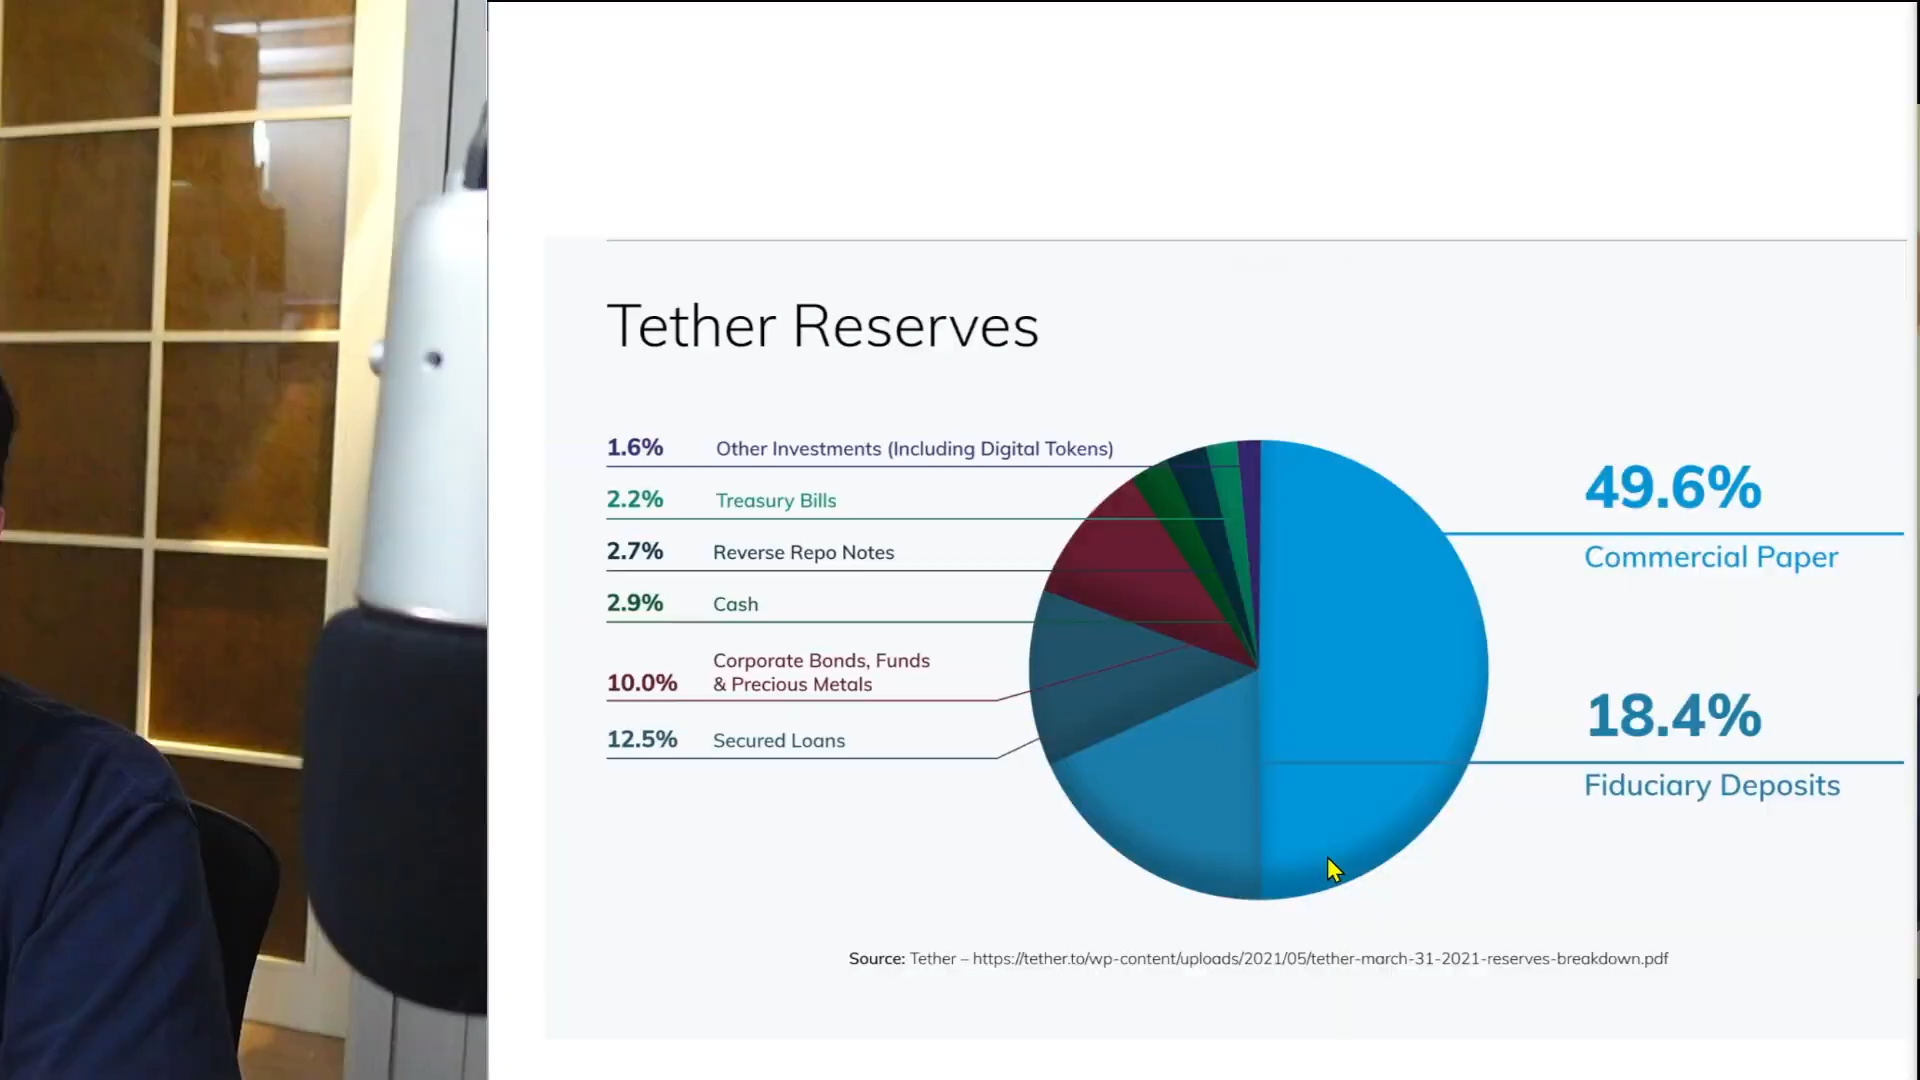 Tether Reserves
1.6% Other Investments (Including Digital Tokens)
2.2% Treasury Bills
2.7% Reverse Repo Notes
2.9% Cash
10.0% Corporate Bonds, Funds
& Precious Metals
12.5% Secured Loans
49.6%
Commercial Paper
18.4%
Fiduciary Deposits
Source: Tether – https://tether.to/wp-content/uploads/2021/05/tether-march-31-2021-reserves-breakdown.pdf